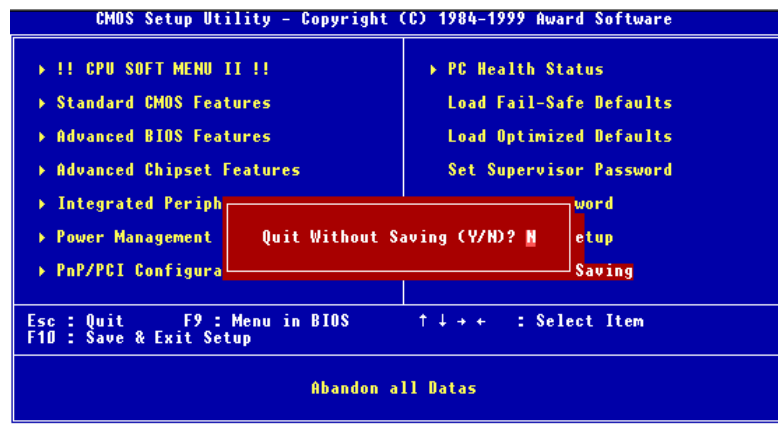 CMOS Setup Utility - Copyright (C) 1984-1999 Award Software
!! CPU SOFT MENU II !!
Standard CMOS Features
Advanced BIOS Features
Advanced Chipset Features
Integrated Periph
Power Management
PnP/PCI Configura
PC Health Status
Load Fail-Safe Defaults
Load Optimized Defaults
Set Supervisor Password
word
etup
Saving
Quit Without Saving (Y/N)? N
Esc : Quit F9 : Menu in BIOS ↑ ↓ → ← : Select Item
F10 : Save & Exit Setup
Abandon all Datas